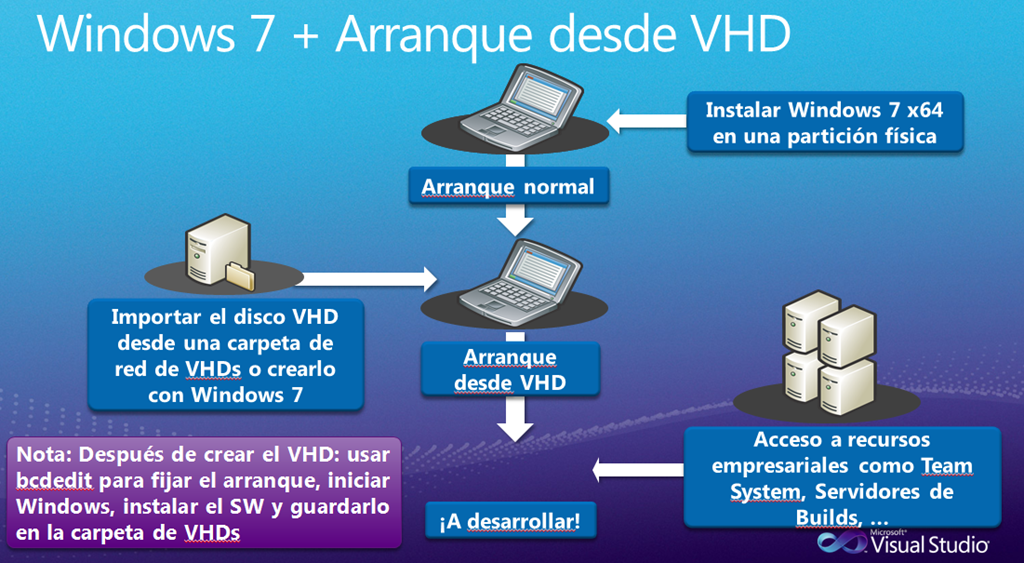 Windows 7 + Arranque desde VHD
Instalar Windows 7 x64
en una partición física
Arranque normal
Importar el disco VHD
desde una carpeta de
red de VHDs o crearlo
con Windows 7
Arranque
desde VHD
Acceso a recursos
empresariales como Team
System, Servidores de
Builds, ...
Nota: Después de crear el VHD: usar
bcdedit para fijar el arranque, iniciar
Windows, instalar el SW y guardarlo
en la carpeta de VHDs
¡A desarrollar!
Microsoft®
Visual Studio®